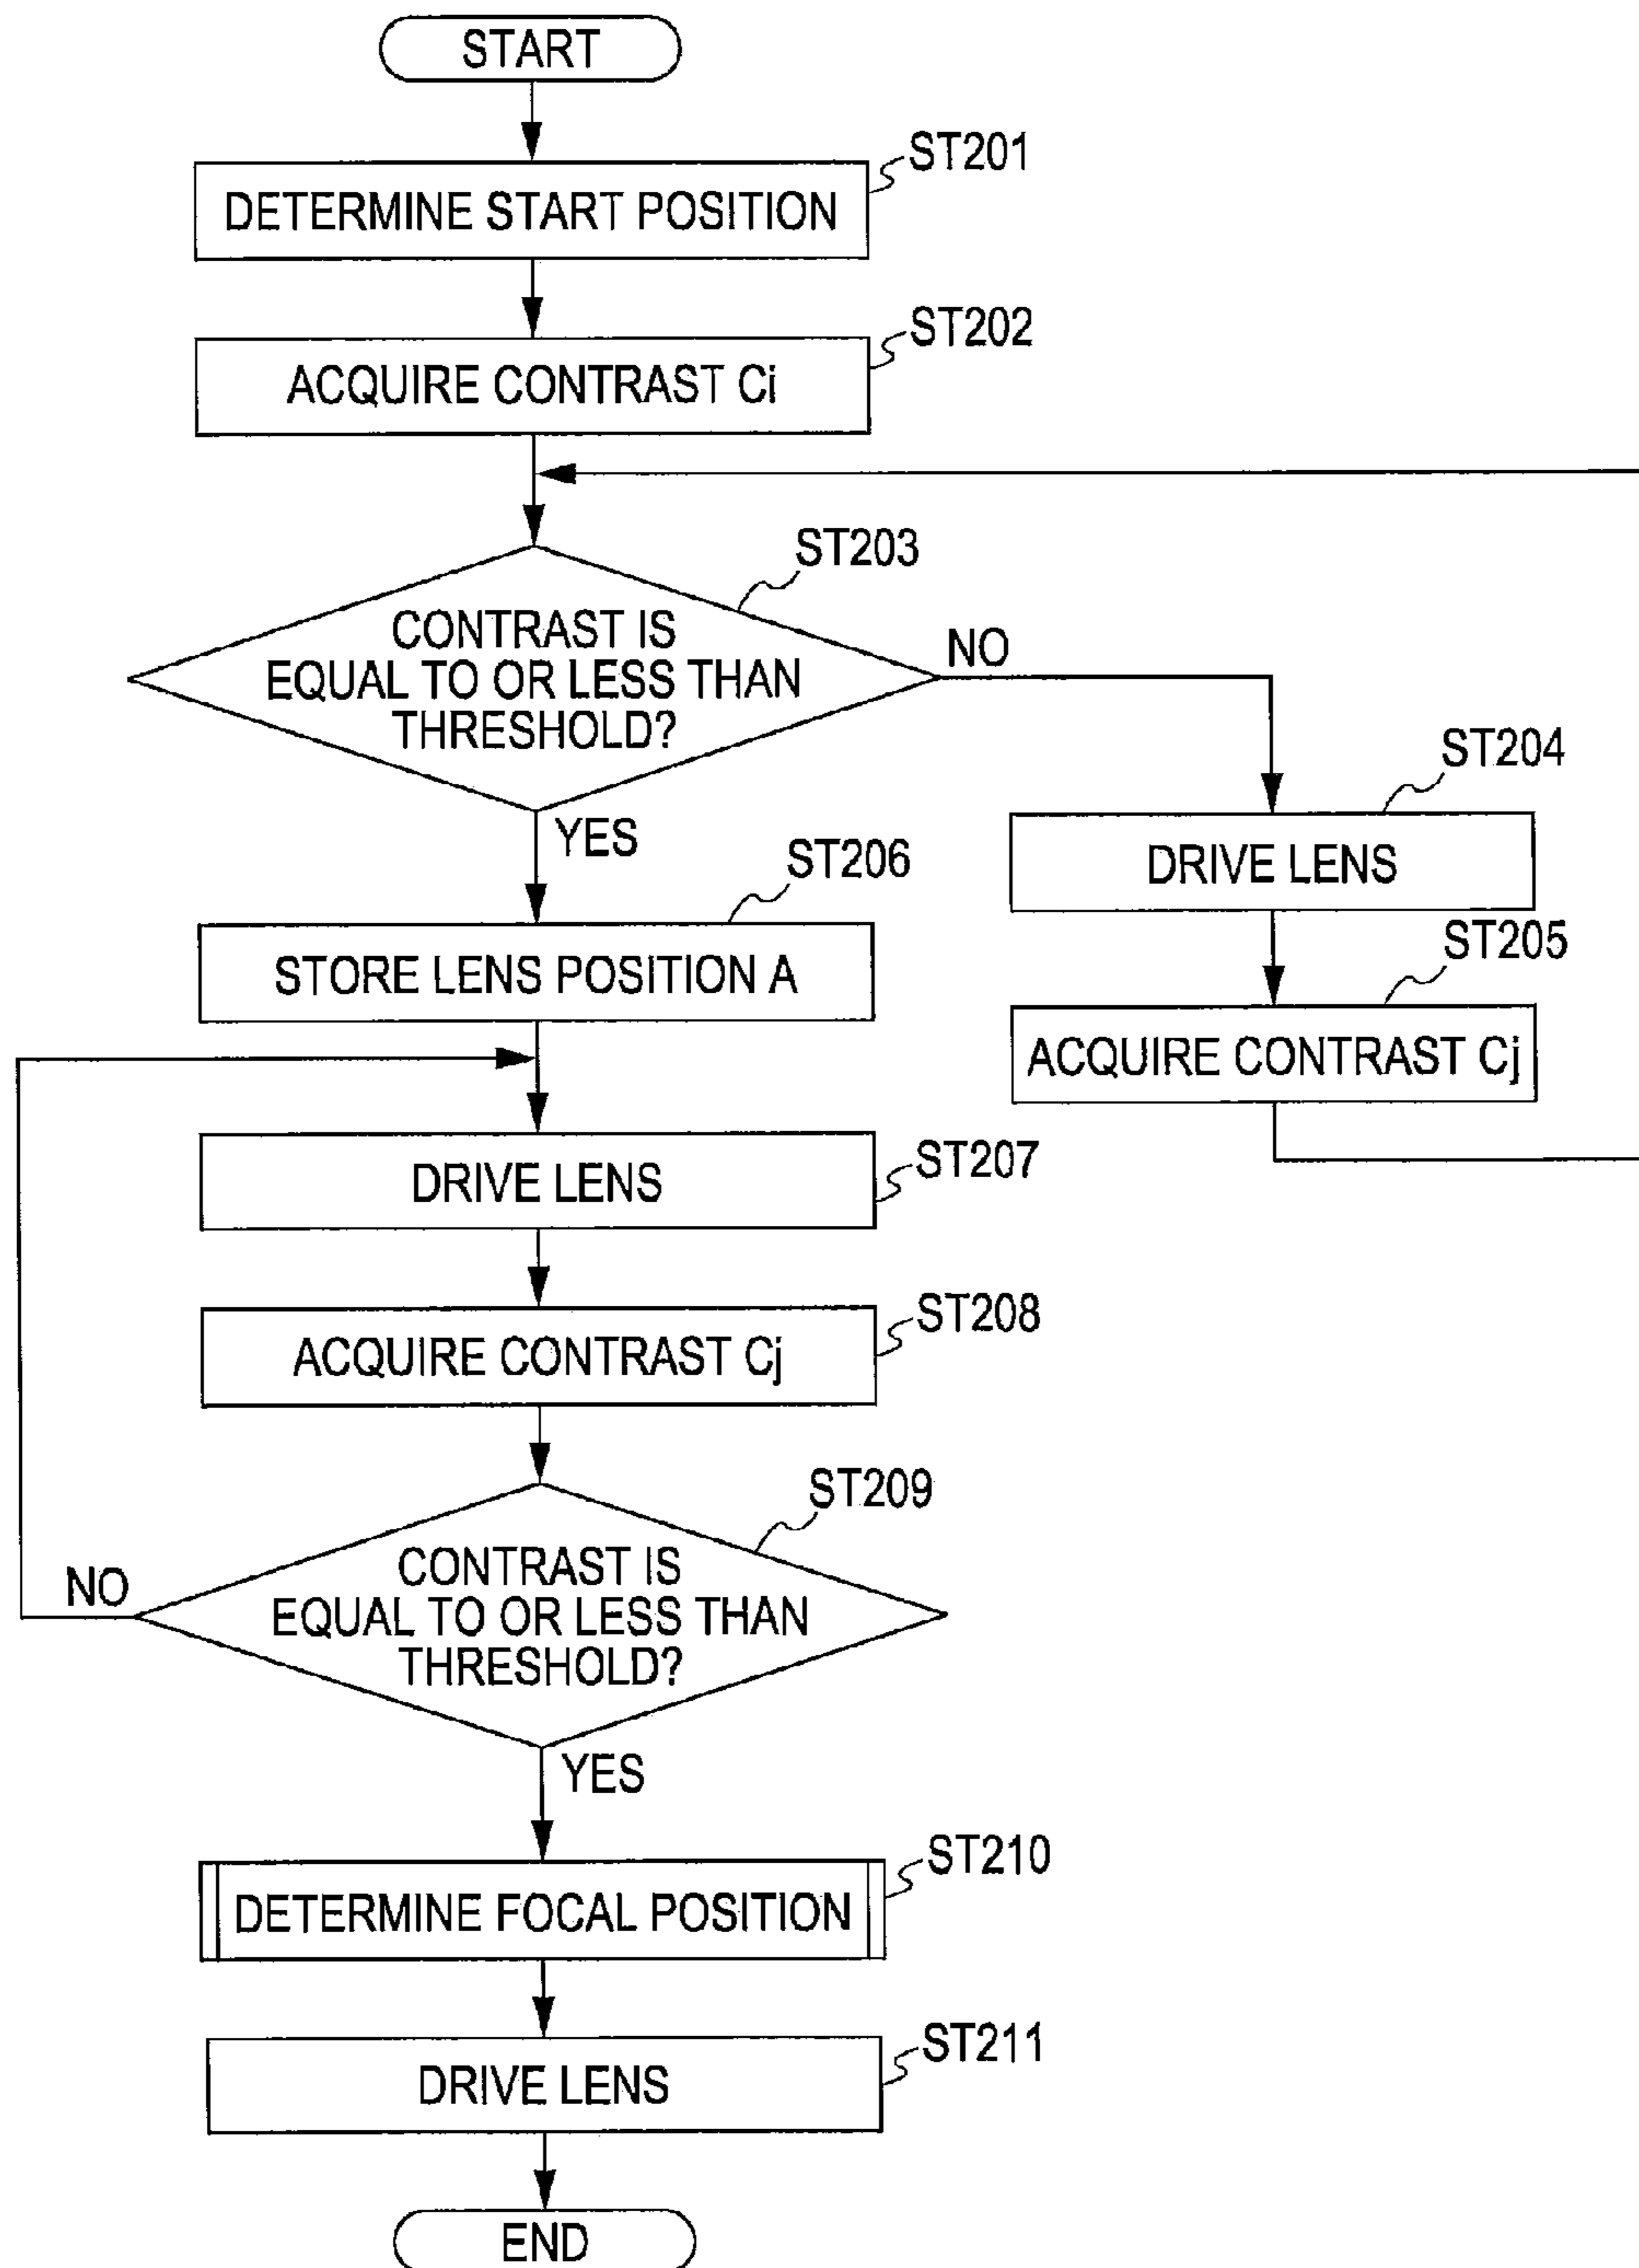 START
ST201
DETERMINE START POSITION
ST202
ACQUIRE CONTRAST Ci
ST203
CONTRAST IS
EQUAL TO OR LESS THAN
THRESHOLD?
NO
YES
ST204
DRIVE LENS
ST205
ACQUIRE CONTRAST Cj
ST206
STORE LENS POSITION A
ST207
DRIVE LENS
ST208
ACQUIRE CONTRAST Cj
ST209
CONTRAST IS
EQUAL TO OR LESS THAN
THRESHOLD?
NO
YES
ST210
DETERMINE FOCAL POSITION
ST211
DRIVE LENS
END